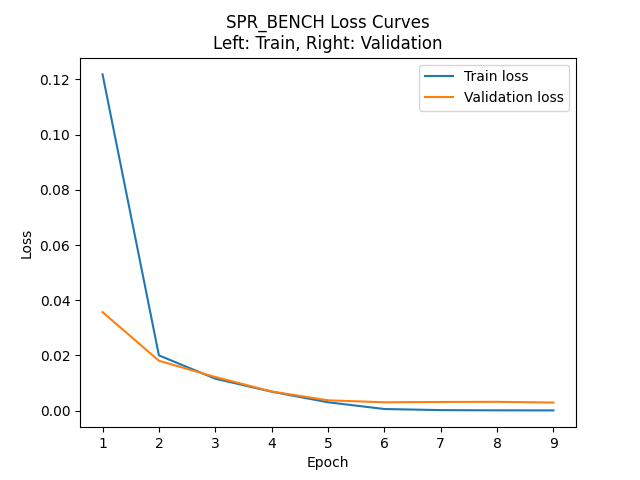 SPR_BENCH Loss Curves
Left: Train, Right: Validation
Train loss
Validation loss
0.12
0.10
0.08
0.06
0.04
0.02
0.00
Loss
1 2 3 4 5 6 7 8 9
Epoch